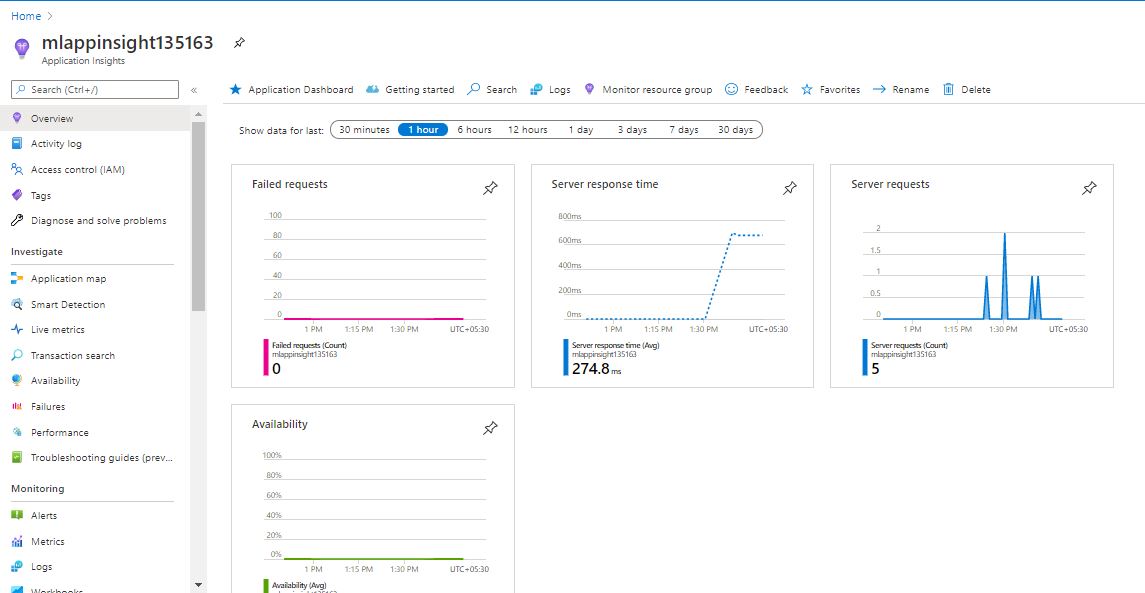 Home
mlappinsight135163
Application Insights
Search (Ctrl+/)
«
Application Dashboard
Getting started
Search
Logs
Monitor resource group
Feedback
Favorites
Rename
Delete
Overview
Activity log
Access control (IAM)
Tags
Diagnose and solve problems
Investigate
Application map
Smart Detection
Live metrics
Transaction search
Availability
Failures
Performance
Troubleshooting guides (prev...
Monitoring
Alerts
Metrics
Logs
Workbooks
Show data for last:
30 minutes
1 hour
6 hours
12 hours
1 day
3 days
7 days
30 days
Failed requests
100
80
60
40
20
0
1 PM
1:15 PM
1:30 PM
UTC+05:30
Failed requests (Count)
mlappinsight135163
0
Server response time
800ms
600ms
400ms
200ms
0ms
1 PM
1:15 PM
1:30 PM
UTC+05:30
Server response time (Avg)
mlappinsight135163
274.8 ms
Server requests
2
1.5
1
0.5
0
1 PM
1:15 PM
1:30 PM
UTC+05:30
Server requests (Count)
mlappinsight135163
5
Availability
100%
80%
60%
40%
20%
0%
1 PM
1:15 PM
1:30 PM
UTC+05:30
Availability (Avg)